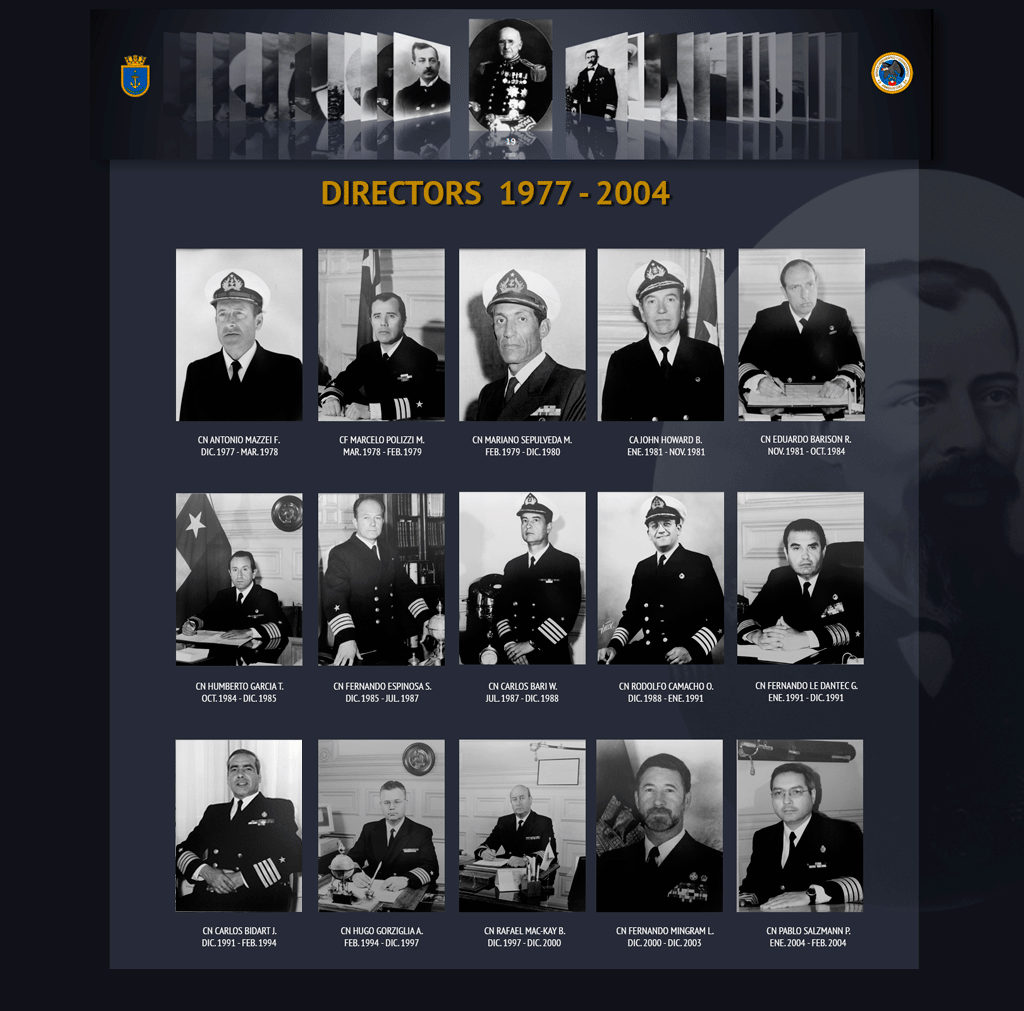 19
DIRECTORS 1977 - 2004
CN ANTONIO MAZZEI F.
DIC. 1977 - MAR. 1978
CF MARCELO POLIZZI M.
MAR. 1978 - FEB. 1979
CN MARIANO SEPULVEDA M.
FEB. 1979 - DIC. 1980
CA JOHN HOWARD B.
ENE. 1981 - NOV. 1981
CN EDUARDO BARISON R.
NOV. 1981 - OCT. 1984
CN HUMBERTO GARCIA T.
OCT. 1984 - DIC. 1985
CN FERNANDO ESPINOSA S.
DIC. 1985 - JUL. 1987
CN CARLOS BARI W.
JUL. 1987 - DIC. 1988
CN RODOLFO CAMACHO O.
DIC. 1988 - ENE. 1991
CN FERNANDO LE DANTEC G.
ENE. 1991 - DIC. 1991
CN CARLOS BIDART J.
DIC. 1991 - FEB. 1994
CN HUGO GORZIGLIA A.
FEB. 1994 - DIC. 1997
CN RAFAEL MAC-KAY B.
DIC. 1997 - DIC. 2000
CN FERNANDO MINGRAM L.
DIC. 2000 - DIC. 2003
CN PABLO SALZMANN P.
ENE. 2004 - FEB. 2004